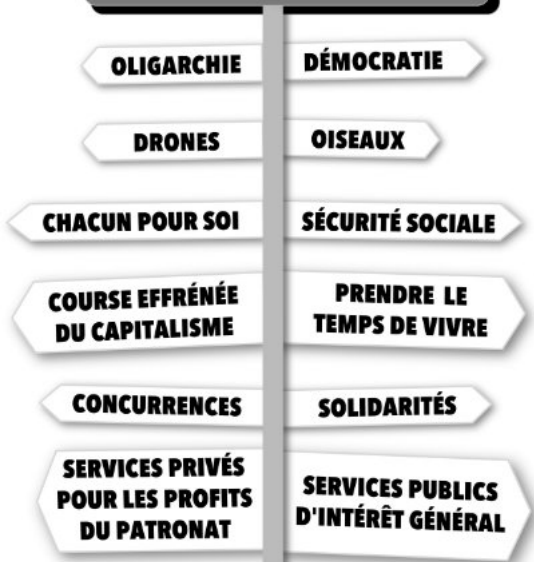 OLIGARCHIE
DÉMOCRATIE
DRONES
OISEAUX
CHACUN POUR SOI
SÉCURITÉ SOCIALE
COURSE EFFRÉNÉE
DU CAPITALISME
PRENDRE LE
TEMPS DE VIVRE
CONCURRENCES
SOLIDARITÉS
SERVICES PRIVÉS
POUR LES PROFITS
DU PATRONAT
SERVICES PUBLICS
D'INTÉRÊT GÉNÉRAL